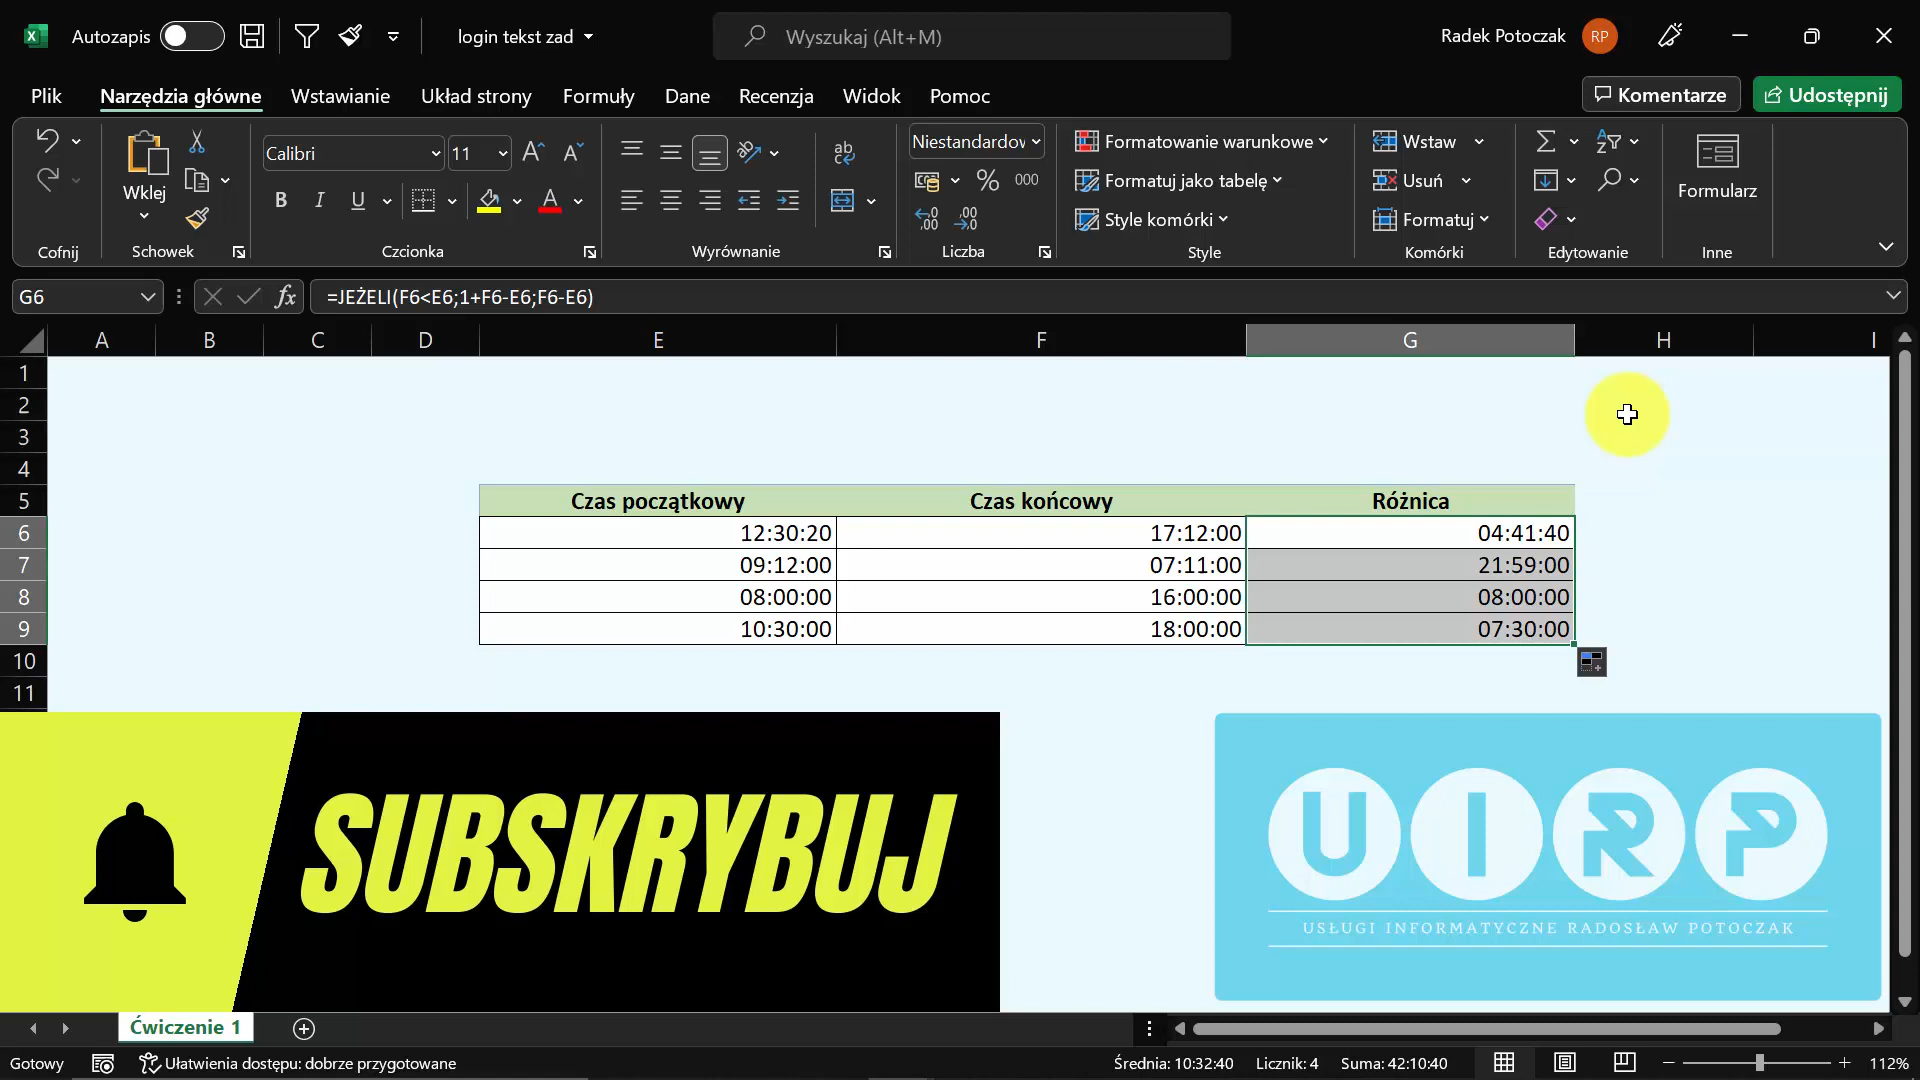 Autozapis
login tekst zad
Wyszukaj (Alt+M)
Radek Potoczak
RP
Plik
Narzędzia główne
Wstawianie
Układ strony
Formuły
Dane
Recenzja
Widok
Pomoc
Komentarze
Udostępnij
Wklej
Calibri
11
ab
Niestandardov
000
Formatowanie warunkowe
Formatuj jako tabelę
Style komórki
Wstaw
Usuń
Formatuj
Formularz
Cofnij
Schowek
Czcionka
Wyrównanie
Liczba
Style
Komórki
Edytowanie
Inne
G6
fx
=JEŻELI(F6<E6;1+F6-E6;F6-E6)
A B C D E F G H I
1
2
3
4
5 Czas początkowy Czas końcowy Różnica
6 12:30:20 17:12:00 04:41:40
7 09:12:00 07:11:00 21:59:00
8 08:00:00 16:00:00 08:00:00
9 10:30:00 18:00:00 07:30:00
10
11
SUBSKRYBUJ
UIRP
USŁUGI INFORMATYCZNE RADOSŁAW POTOCZAK
Ćwiczenie 1
Gotowy
Ułatwienia dostępu: dobrze przygotowane
Średnia: 10:32:40
Licznik: 4
Suma: 42:10:40
112%